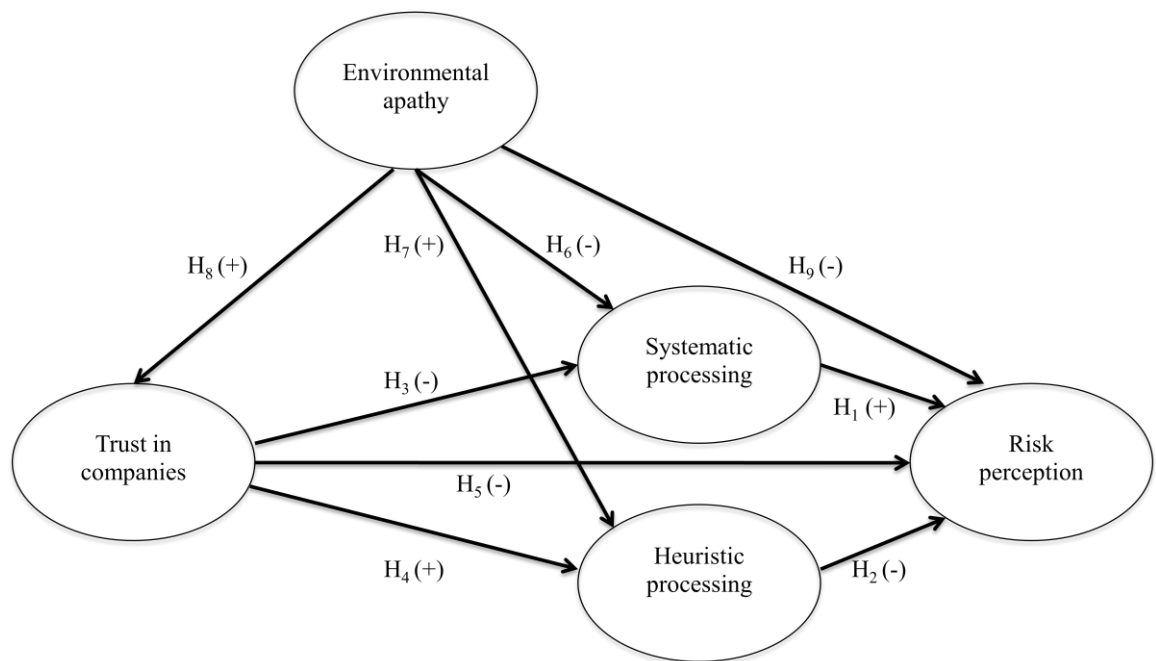 Environmental
apathy
H₇ (+)
H₆ (-)
H₈ (+)
H₉ (-)
Systematic
processing
H₃ (-)
H₁ (+)
Trust in
companies
Risk
perception
H₅ (-)
Heuristic
processing
H₄ (+)
H₂ (-)